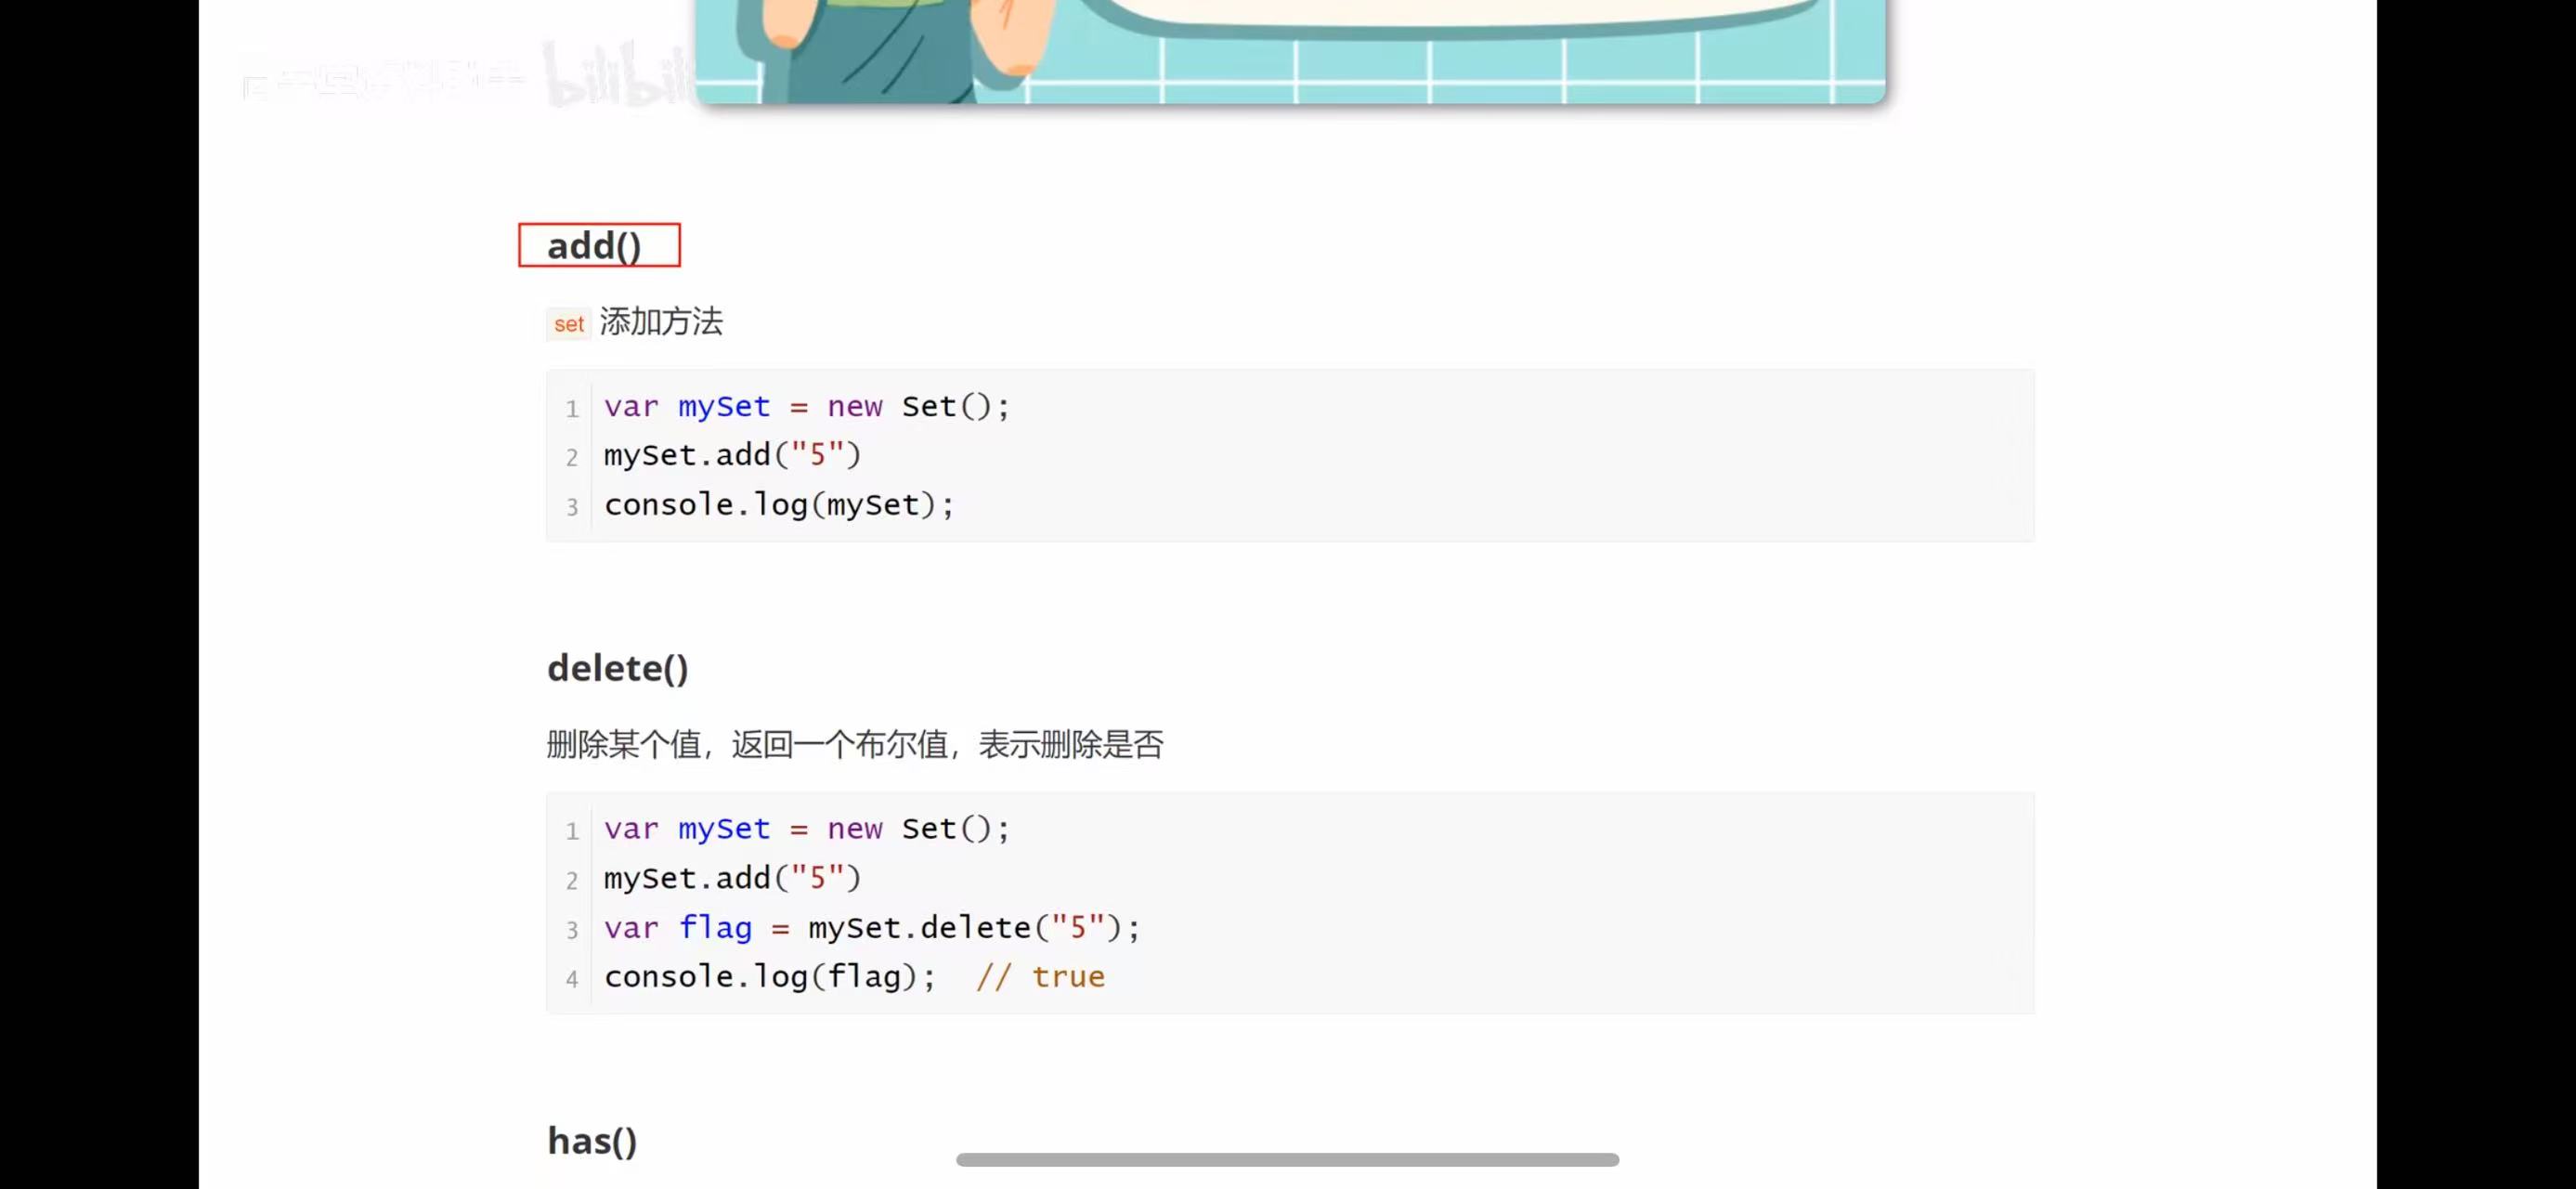 bilibili
add()
set 添加方法
1 var mySet = new Set();
2 mySet.add("5")
3 console.log(mySet);
delete()
删除某个值，返回一个布尔值，表示删除是否
1 var mySet = new Set();
2 mySet.add("5")
3 var flag = mySet.delete("5");
4 console.log(flag);  // true
has()